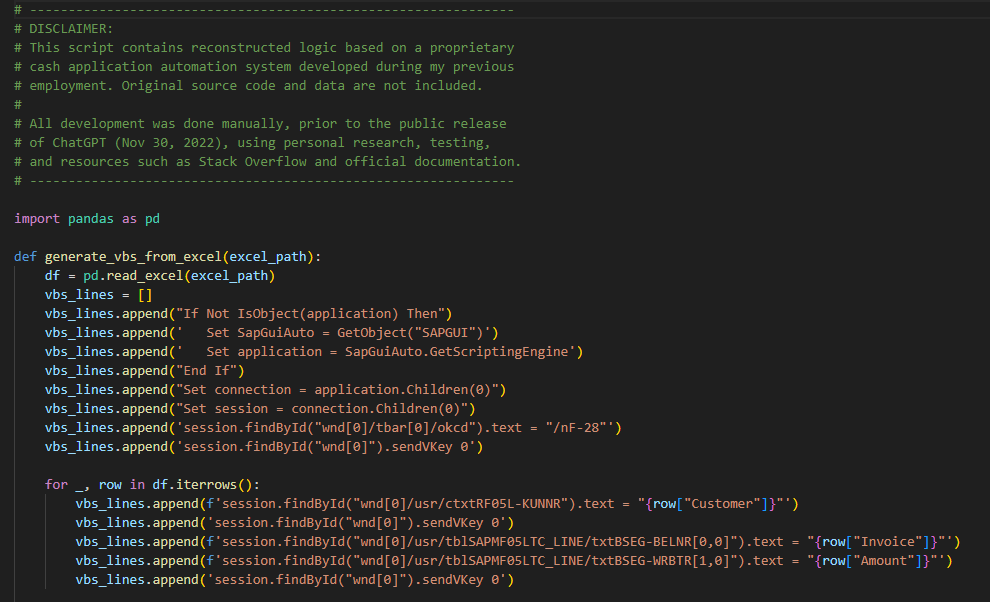 # ---------------------------------------------------------------
# DISCLAIMER:
# This script contains reconstructed logic based on a proprietary
# cash application automation system developed during my previous
# employment. Original source code and data are not included.
#
# All development was done manually, prior to the public release
# of ChatGPT (Nov 30, 2022), using personal research, testing,
# and resources such as Stack Overflow and official documentation.
# ---------------------------------------------------------------

import pandas as pd

def generate_vbs_from_excel(excel_path):
    df = pd.read_excel(excel_path)
    vbs_lines = []
    vbs_lines.append("If Not IsObject(application) Then")
    vbs_lines.append('   Set SapGuiAuto = GetObject("SAPGUI")')
    vbs_lines.append('   Set application = SapGuiAuto.GetScriptingEngine')
    vbs_lines.append("End If")
    vbs_lines.append("Set connection = application.Children(0)")
    vbs_lines.append("Set session = connection.Children(0)")
    vbs_lines.append('session.findById("wnd[0]/tbar[0]/okcd").text = "/nF-28"')
    vbs_lines.append('session.findById("wnd[0]").sendVKey 0')

    for _, row in df.iterrows():
        vbs_lines.append(f'session.findById("wnd[0]/usr/ctxtRF05L-KUNNR").text = "{row["Customer"]}"')
        vbs_lines.append('session.findById("wnd[0]").sendVKey 0')
        vbs_lines.append(f'session.findById("wnd[0]/usr/tblSAPMF05LTC_LINE/txtBSEG-BELNR[0,0]").text = "{row["Invoice"]}"')
        vbs_lines.append(f'session.findById("wnd[0]/usr/tblSAPMF05LTC_LINE/txtBSEG-WRBTR[1,0]").text = "{row["Amount"]}"')
        vbs_lines.append('session.findById("wnd[0]").sendVKey 0')